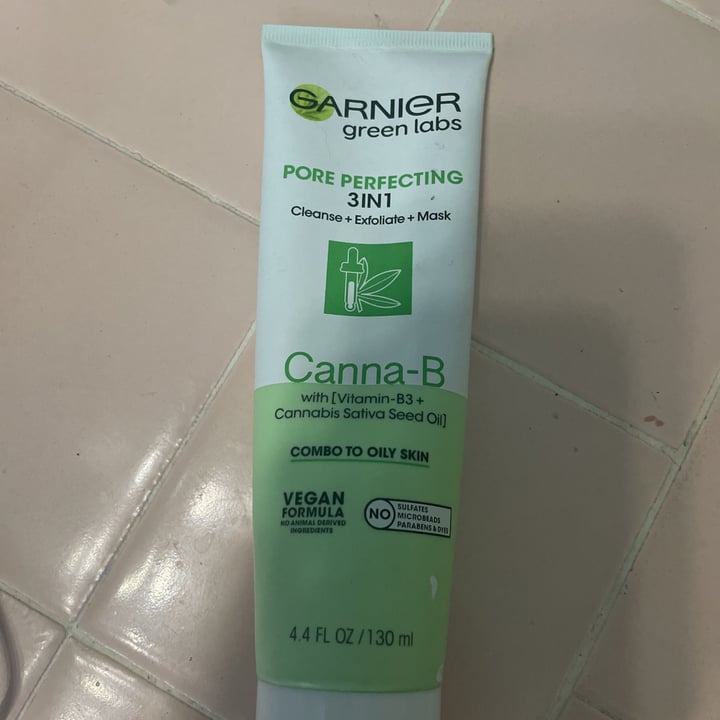 GARNIER
green labs
PORE PERFECTING
3IN1
Cleanse + Exfoliate + Mask
Canna-B
with [Vitamin-B3 +
Cannabis Sativa Seed Oil]
COMBO TO OILY SKIN
VEGAN
FORMULA
NO ANIMAL DERIVED
INGREDIENTS
NO
SULFATES
MICROBEADS
PARABENS & DYES
4.4 FL OZ / 130 ml